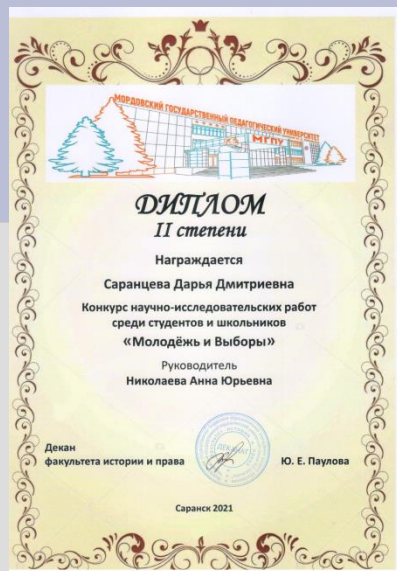 МОРДОВСКИЙ ГОСУДАРСТВЕННЫЙ ПЕДАГОГИЧЕСКИЙ УНИВЕРСИТЕТ
МГПУ
ДИПЛОМ
II степени
Награждается
Саранцева Дарья Дмитриевна
Конкурс научно-исследовательских работ
среди студентов и школьников
«Молодёжь и Выборы»
Руководитель
Николаева Анна Юрьевна
ДЕКАНАТ
Декан
факультета истории и права Ю. Е. Паулова
Саранск 2021